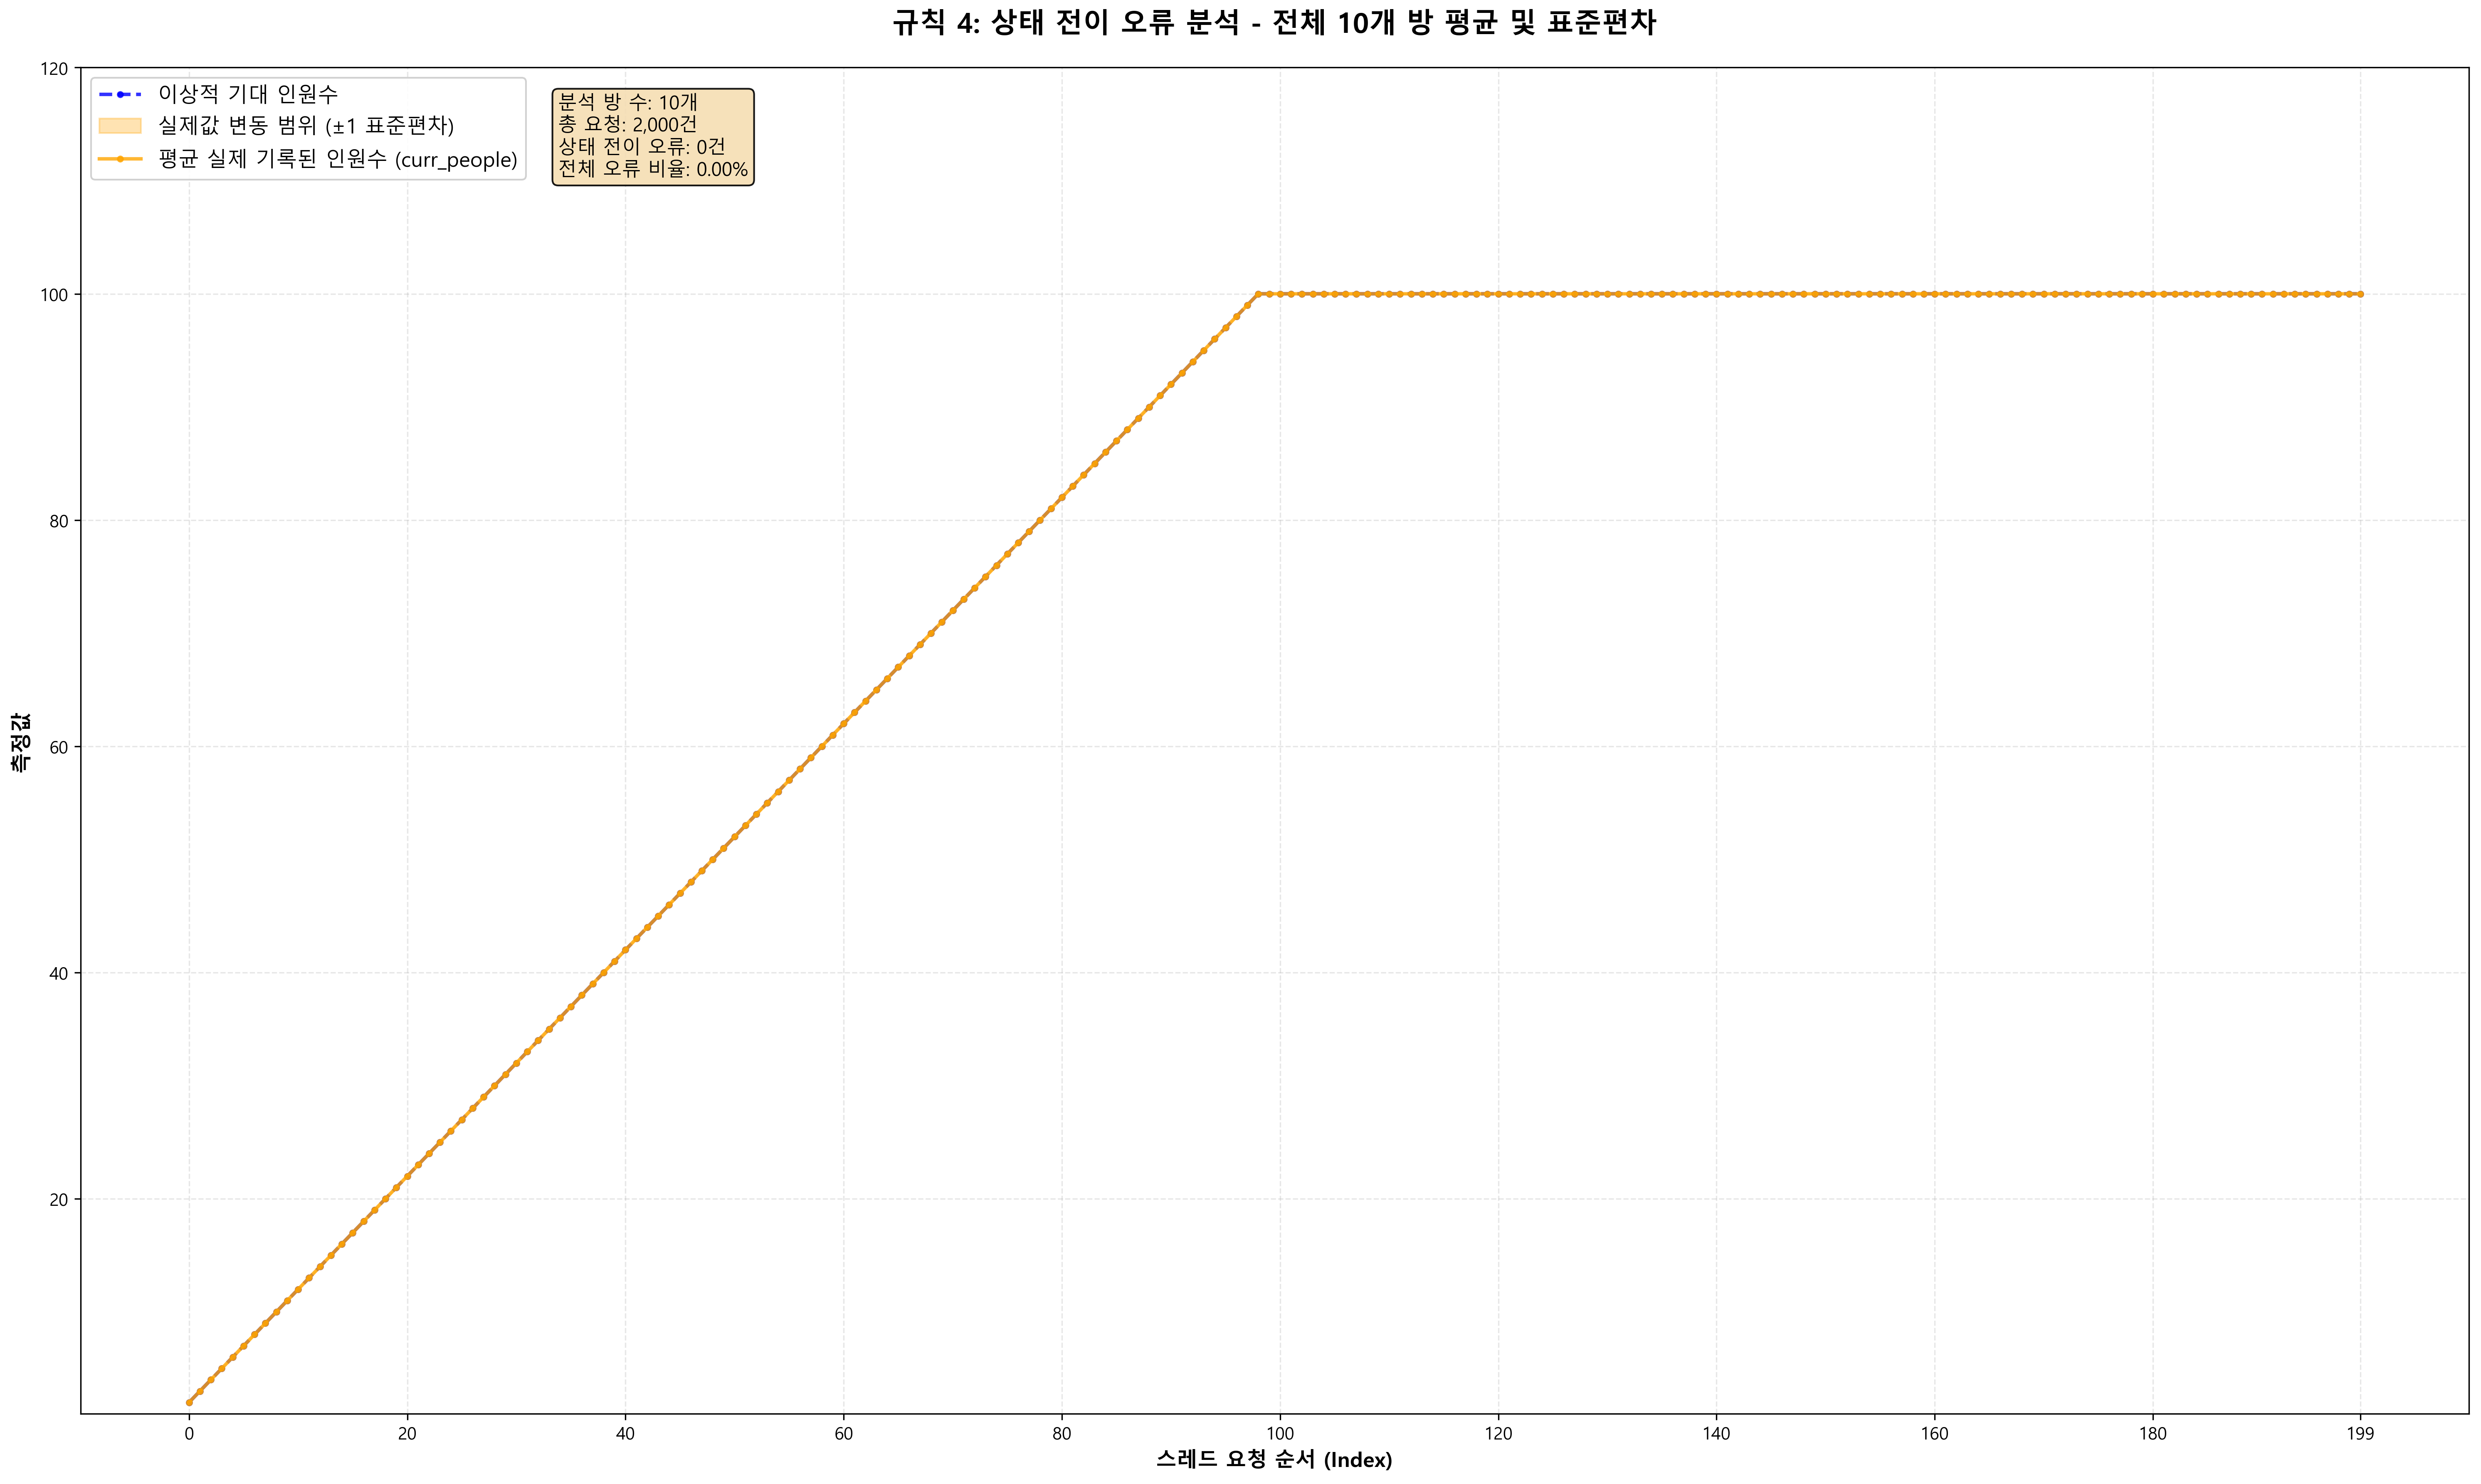 규칙 4: 상태 전이 오류 분석 - 전체 10개 방 평균 및 표준편차
120
100
80
60
40
20
측정값
이상적 기대 인원수
실제값 변동 범위 (±1 표준편차)
평균 실제 기록된 인원수 (curr_people)
분석 방 수: 10개
총 요청: 2,000건
상태 전이 오류: 0건
전체 오류 비율: 0.00%
0 20 40 60 80 100 120 140 160 180 199
스레드 요청 순서 (Index)